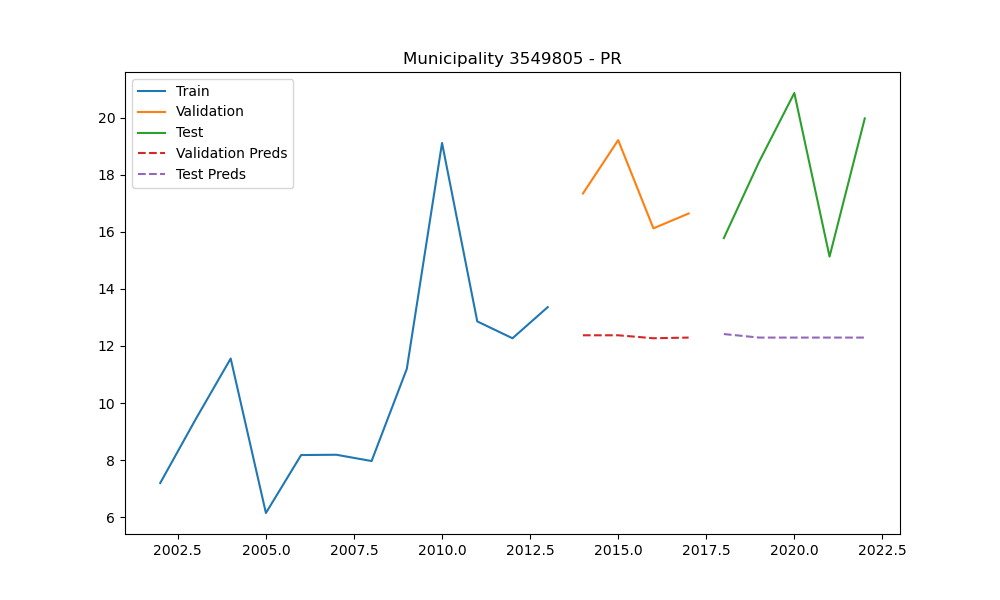 Municipality 3549805 - PR
Train
Validation
Test
Validation Preds
Test Preds
20
18
16
14
12
10
8
6
2002.5 2005.0 2007.5 2010.0 2012.5 2015.0 2017.5 2020.0 2022.5